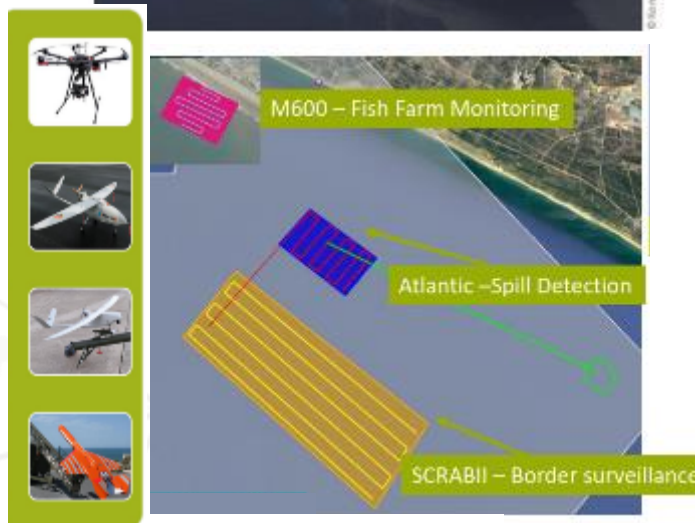 M600 – Fish Farm Monitoring
Atlantic –Spill Detection
SCRABII – Border surveillance